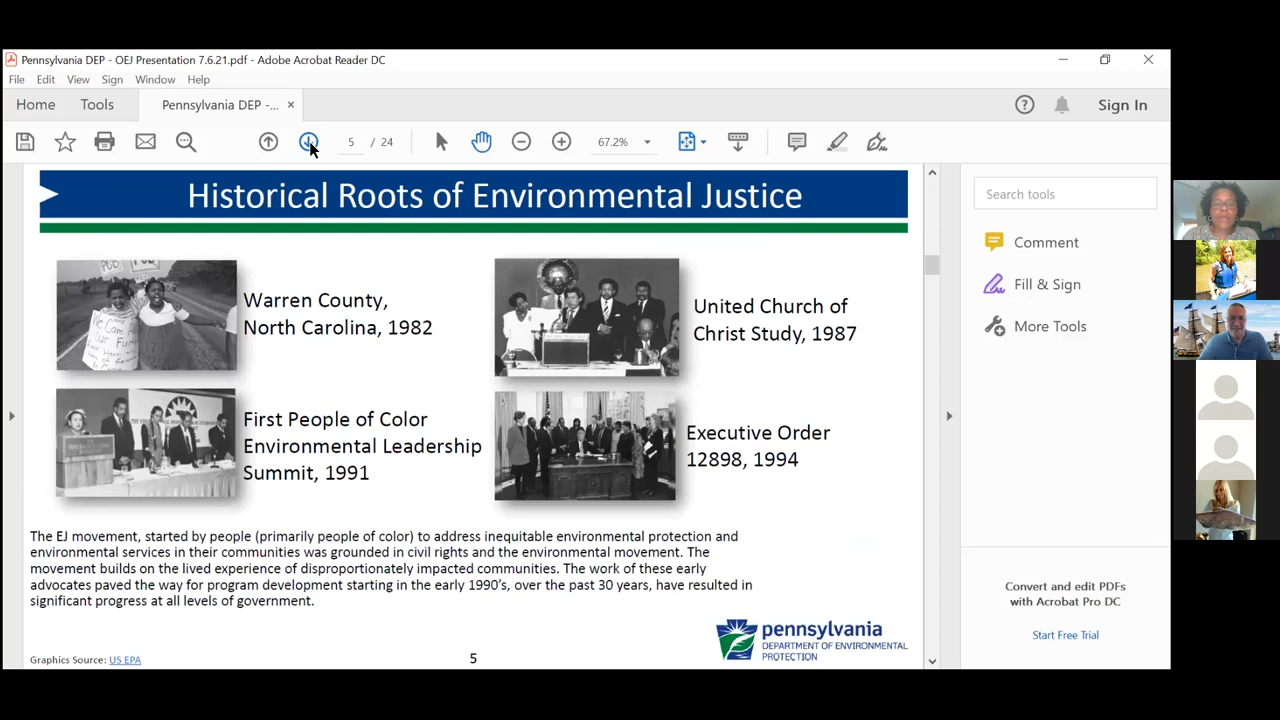 Pennsylvania DEP - OEJ Presentation 7.6.21.pdf - Adobe Acrobat Reader DC
File Edit View Sign Window Help
Home Tools Pennsylvania DEP -... × Sign In
5 / 24 67.2%
Historical Roots of Environmental Justice
Search tools
Comment
Fill & Sign
More Tools
Warren County,
North Carolina, 1982
United Church of
Christ Study, 1987
First People of Color
Environmental Leadership
Summit, 1991
Executive Order
12898, 1994
The EJ movement, started by people (primarily people of color) to address inequitable environmental protection and
environmental services in their communities was grounded in civil rights and the environmental movement. The
movement builds on the lived experience of disproportionately impacted communities. The work of these early
advocates paved the way for program development starting in the early 1990's, over the past 30 years, have resulted in
significant progress at all levels of government.
pennsylvania
DEPARTMENT OF ENVIRONMENTAL
PROTECTION
Graphics Source: US EPA
5
Convert and edit PDFs
with Acrobat Pro DC
Start Free Trial